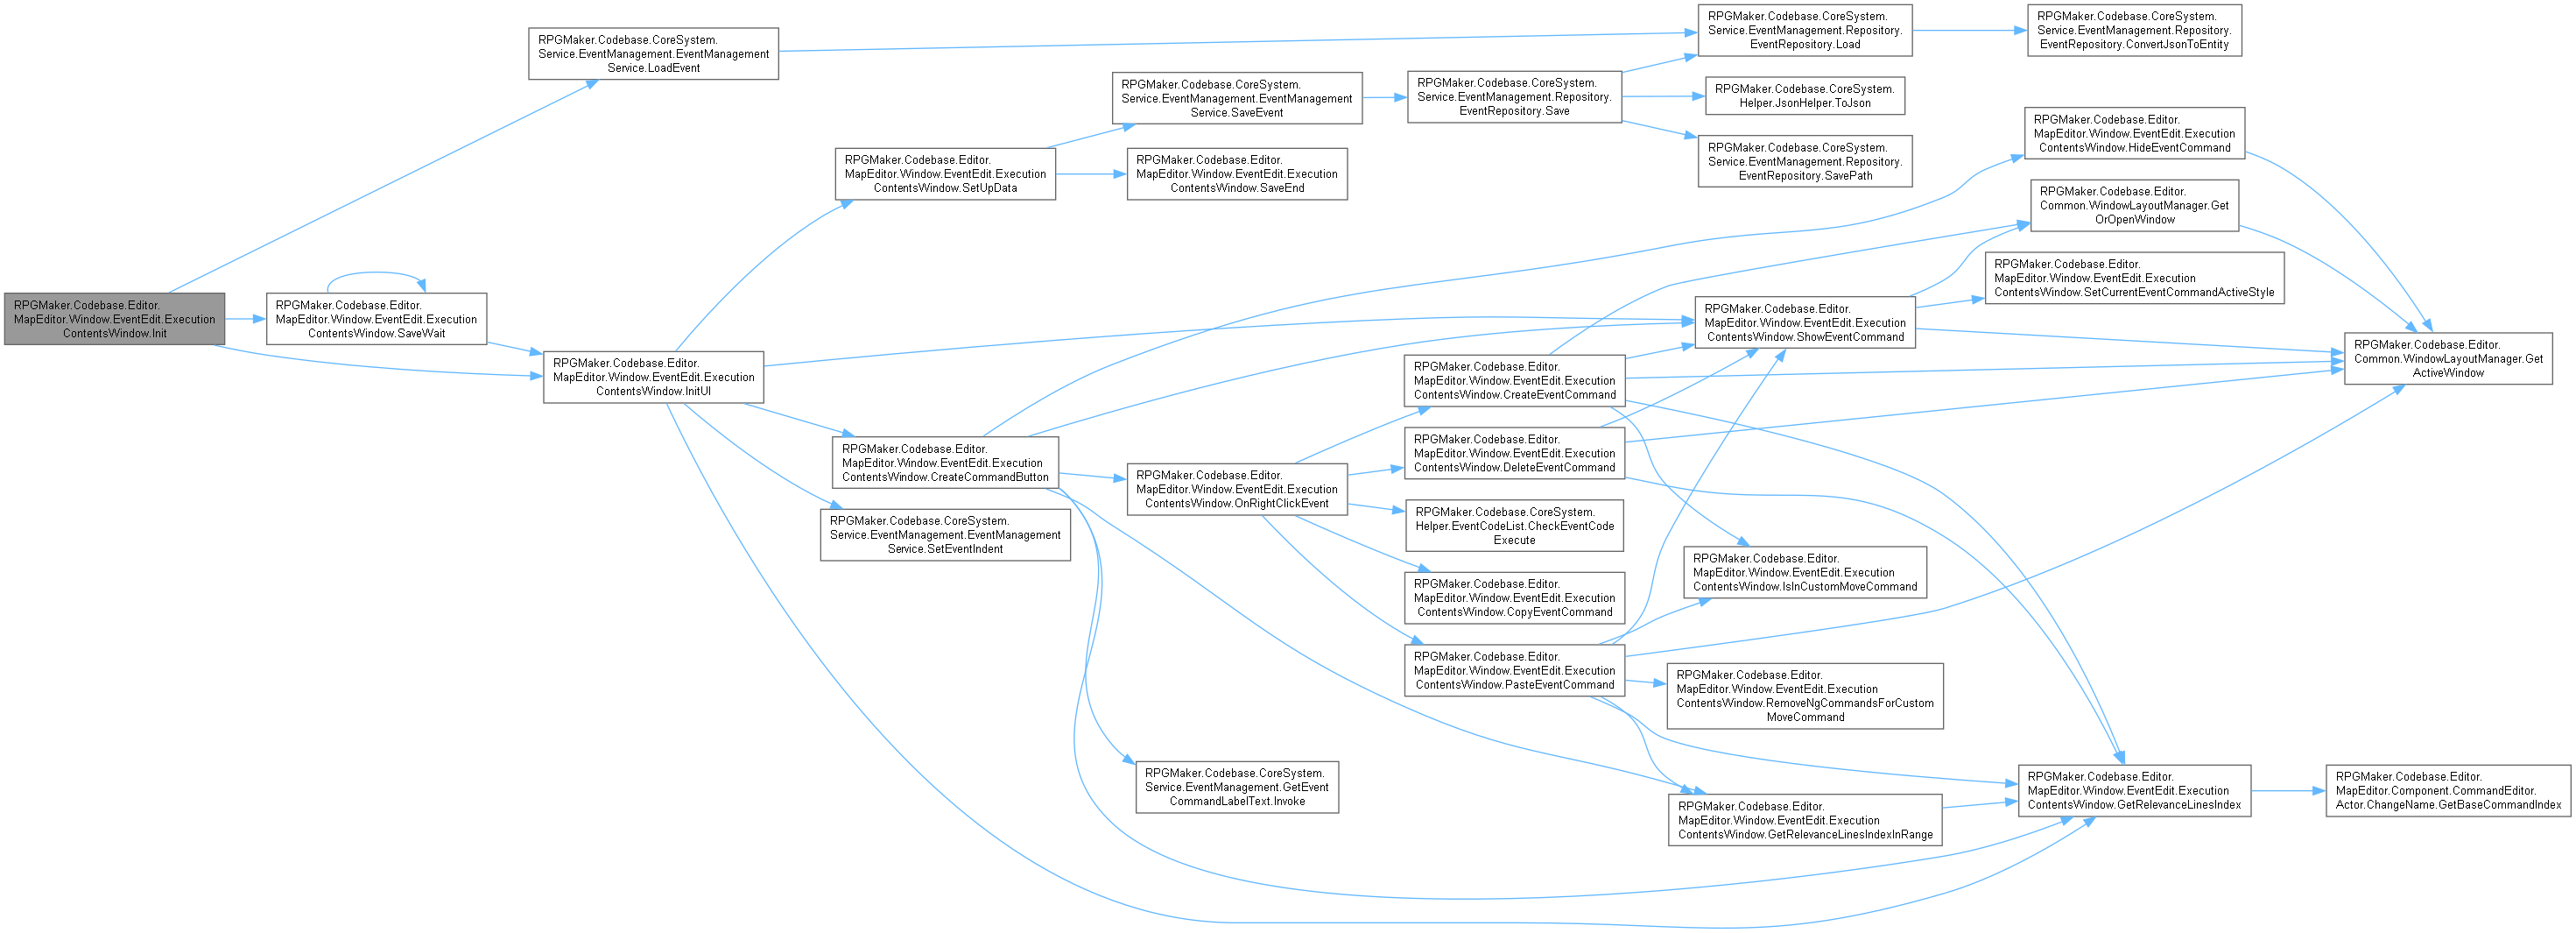 RPGMaker.Codebase.Editor.
MapEditor.Window.EventEdit.Execution
ContentsWindow.Init
RPGMaker.Codebase.CoreSystem.
Service.EventManagement.EventManagement
Service.LoadEvent
RPGMaker.Codebase.Editor.
MapEditor.Window.EventEdit.Execution
ContentsWindow.SaveWait
RPGMaker.Codebase.Editor.
MapEditor.Window.EventEdit.Execution
ContentsWindow.InitUI
RPGMaker.Codebase.Editor.
MapEditor.Window.EventEdit.Execution
ContentsWindow.SetUpData
RPGMaker.Codebase.Editor.
MapEditor.Window.EventEdit.Execution
ContentsWindow.CreateCommandButton
RPGMaker.Codebase.CoreSystem.
Service.EventManagement.EventManagement
Service.SetEventIndent
RPGMaker.Codebase.CoreSystem.
Service.EventManagement.EventManagement
Service.SaveEvent
RPGMaker.Codebase.Editor.
MapEditor.Window.EventEdit.Execution
ContentsWindow.SaveEnd
RPGMaker.Codebase.Editor.
MapEditor.Window.EventEdit.Execution
ContentsWindow.OnRightClickEvent
RPGMaker.Codebase.CoreSystem.
Service.EventManagement.GetEvent
CommandLabelText.Invoke
RPGMaker.Codebase.CoreSystem.
Service.EventManagement.Repository.
EventRepository.Save
RPGMaker.Codebase.Editor.
MapEditor.Window.EventEdit.Execution
ContentsWindow.CreateEventCommand
RPGMaker.Codebase.Editor.
MapEditor.Window.EventEdit.Execution
ContentsWindow.DeleteEventCommand
RPGMaker.Codebase.CoreSystem.
Helper.EventCodeList.CheckEventCode
Execute
RPGMaker.Codebase.Editor.
MapEditor.Window.EventEdit.Execution
ContentsWindow.CopyEventCommand
RPGMaker.Codebase.Editor.
MapEditor.Window.EventEdit.Execution
ContentsWindow.PasteEventCommand
RPGMaker.Codebase.CoreSystem.
Service.EventManagement.Repository.
EventRepository.Load
RPGMaker.Codebase.CoreSystem.
Helper.JsonHelper.ToJson
RPGMaker.Codebase.CoreSystem.
Service.EventManagement.Repository.
EventRepository.SavePath
RPGMaker.Codebase.Editor.
MapEditor.Window.EventEdit.Execution
ContentsWindow.ShowEventCommand
RPGMaker.Codebase.Editor.
MapEditor.Window.EventEdit.Execution
ContentsWindow.IsInCustomMoveCommand
RPGMaker.Codebase.Editor.
MapEditor.Window.EventEdit.Execution
ContentsWindow.RemoveNgCommandsForCustom
MoveCommand
RPGMaker.Codebase.Editor.
MapEditor.Window.EventEdit.Execution
ContentsWindow.GetRelevanceLinesIndexInRange
RPGMaker.Codebase.CoreSystem.
Service.EventManagement.Repository.
EventRepository.ConvertJsonToEntity
RPGMaker.Codebase.Editor.
MapEditor.Window.EventEdit.Execution
ContentsWindow.HideEventCommand
RPGMaker.Codebase.Editor.
Common.WindowLayoutManager.Get
OrOpenWindow
RPGMaker.Codebase.Editor.
MapEditor.Window.EventEdit.Execution
ContentsWindow.SetCurrentEventCommandActiveStyle
RPGMaker.Codebase.Editor.
MapEditor.Window.EventEdit.Execution
ContentsWindow.GetRelevanceLinesIndex
RPGMaker.Codebase.Editor.
Common.WindowLayoutManager.Get
ActiveWindow
RPGMaker.Codebase.Editor.
MapEditor.Component.CommandEditor.
Actor.ChangeName.GetBaseCommandIndex